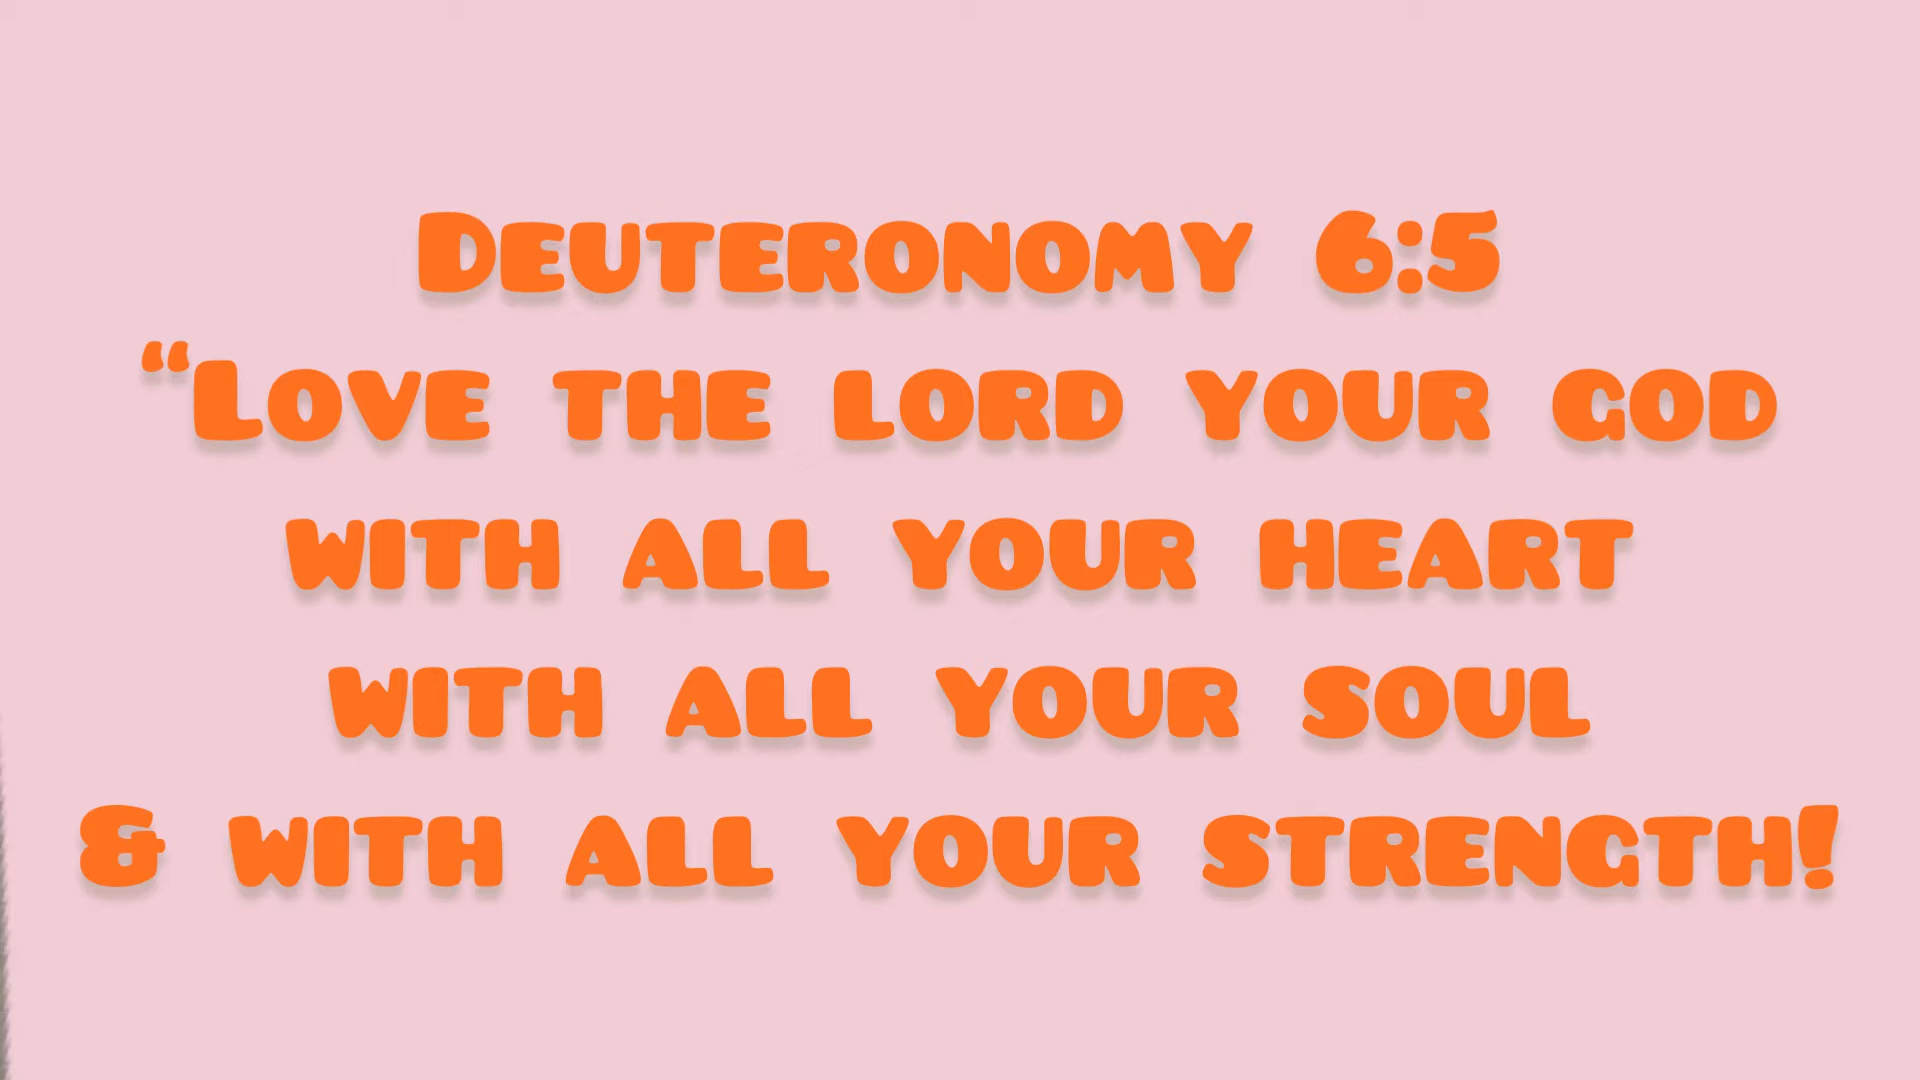 Deuteronomy 6:5
“Love the lord your god
with all your heart
with all your soul
& with all your strength!